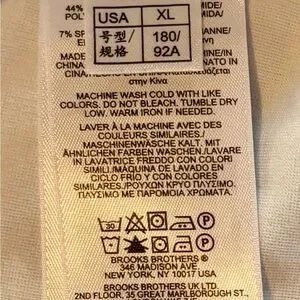 44%
POL
USA XL
号型/ 180/
规格 92A
7% SP
MADE IN
CHINA
στην Κίνα
MACHINE WASH COLD WITH LIKE
COLORS. DO NOT BLEACH. TUMBLE DRY
LOW. WARM IRON IF NEEDED.
LAVER À LA MACHINE AVEC DES
COULEURS SIMILAIRES./
MASCHINENWÄSCHE KALT. MIT
ÄHNLICHEN FARBEN WASCHEN/LAVARE IN
LAVATRICE FREDDO CON COLORI
SIMILI./MÁQUINA DE LAVADO EN
CICLO FRÍO Y CON COLORES
SIMILARES./ΡΟΥΧΩΝ ΚΡΥΟ ΠΛΥΣΙΜΟ.
ΠΛΥΣΙΜΟ ΜΕ ΠΑΡΟΜΟΙΑ ΧΡΩΜΑΤΑ.
30 P
P
BROOKS BROTHERS®
346 MADISON AVE
NEW YORK, NY 10017 USA
BROOKS BROTHERS UK LTD.
2ND FLOOR, 35 GREAT MARLBOROUGH ST.